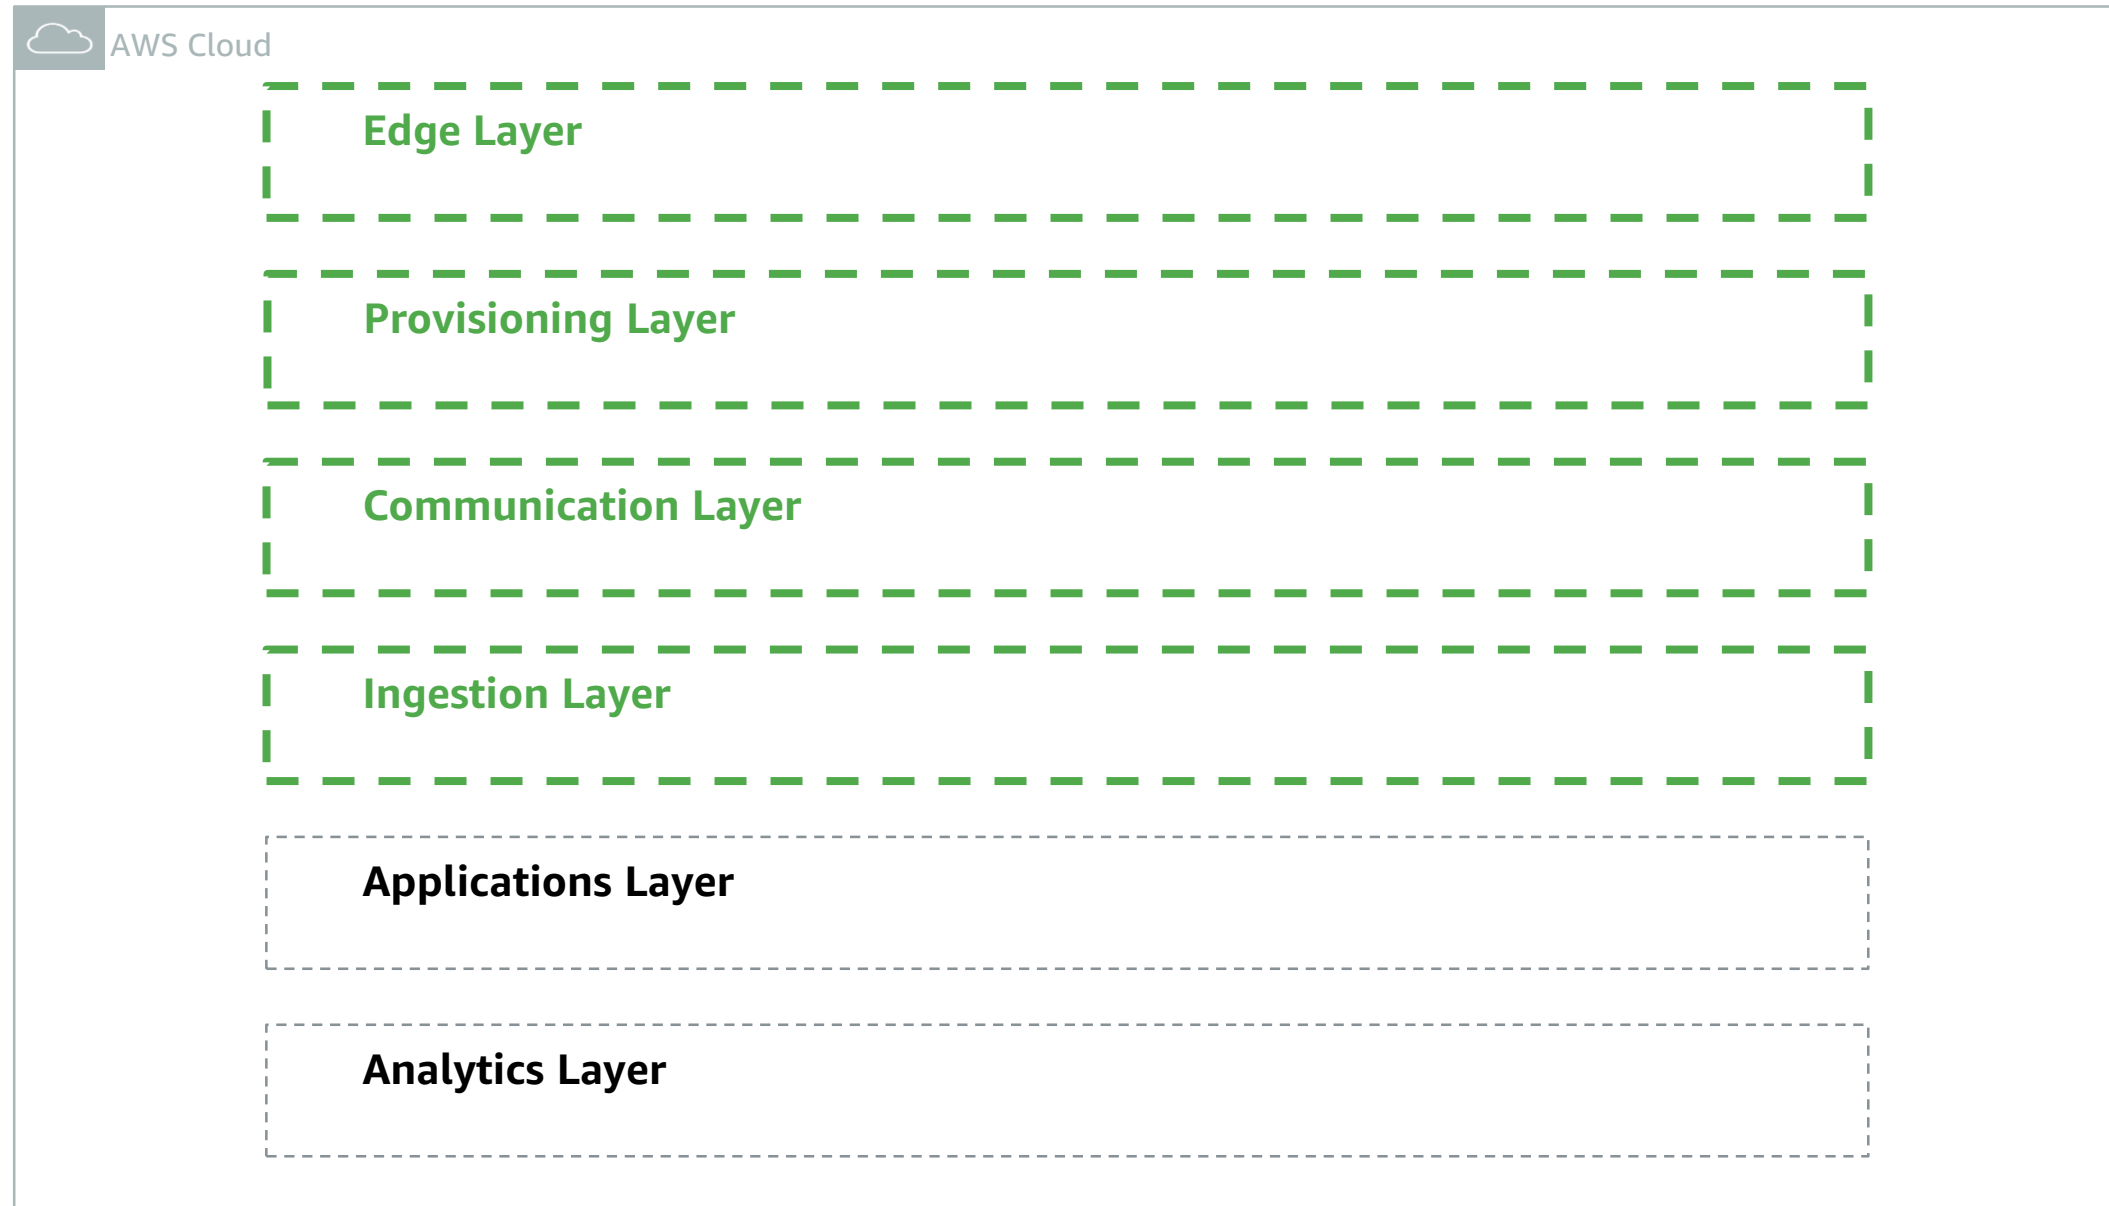 AWS Cloud
Edge Layer
Provisioning Layer
Communication Layer
Ingestion Layer
Applications Layer
Analytics Layer